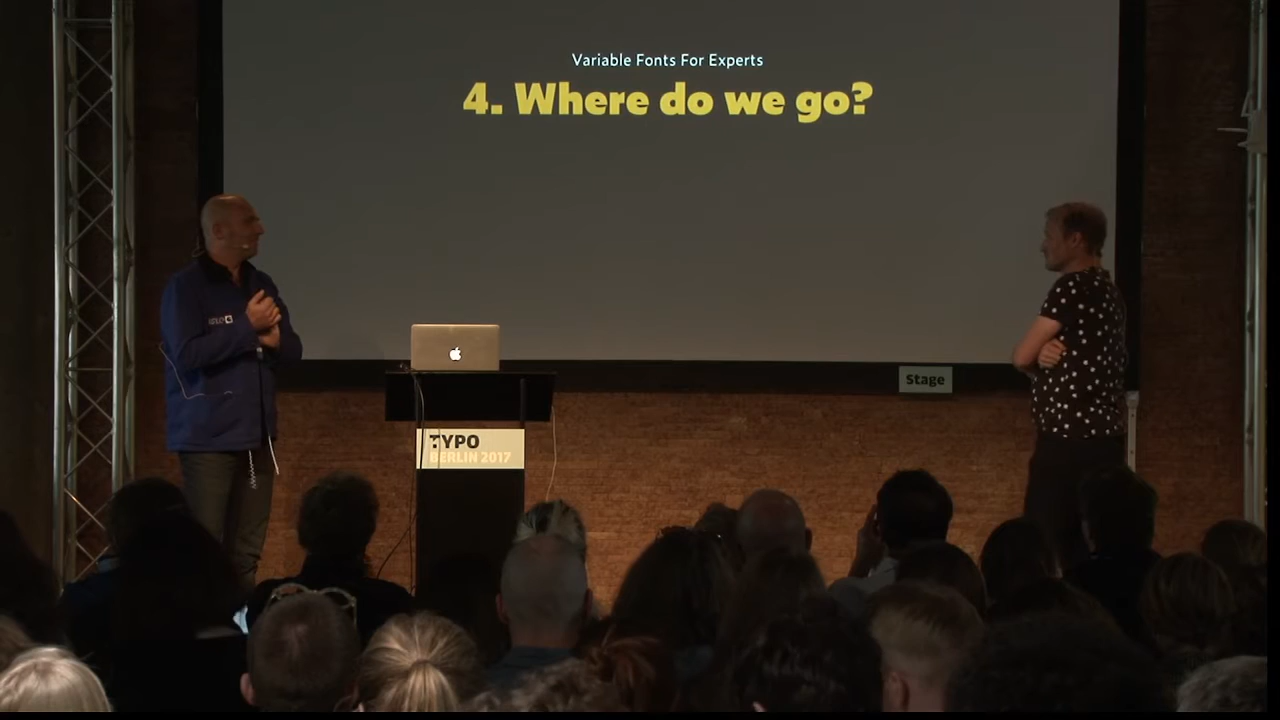 Variable Fonts For Experts
4. Where do we go?
Stage
TYPO
BERLIN 2017